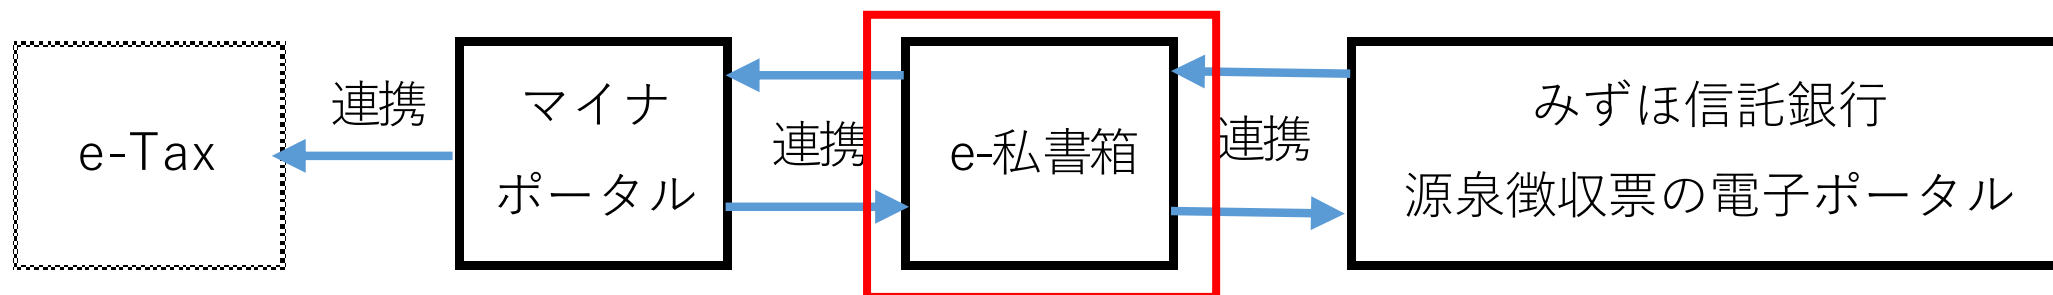 e-Tax
連携
マイナ
ポータル
連携
e-私書箱
連携
みずほ信託銀行
源泉徴収票の電子ポータル